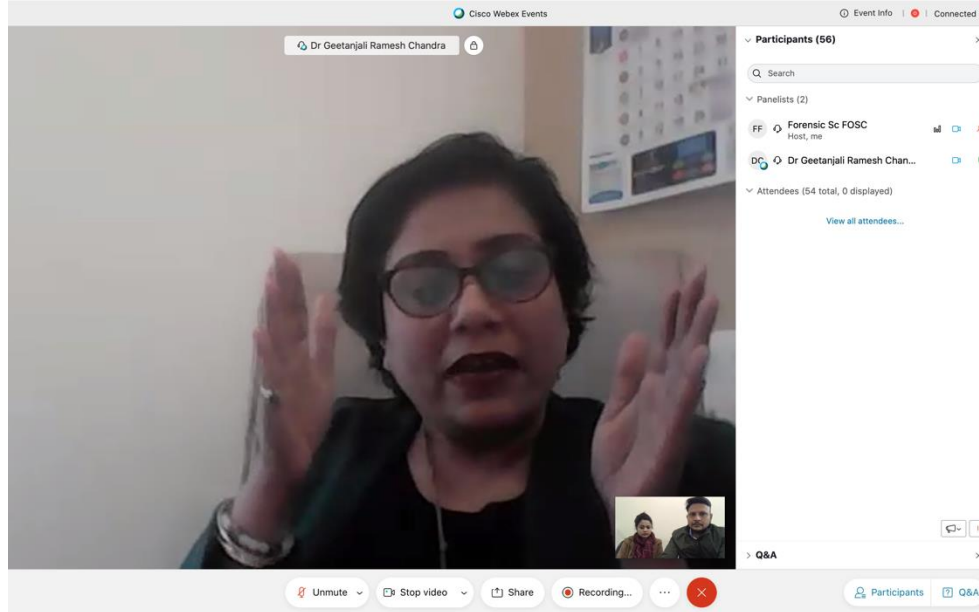 Cisco Webex Events
Event Info
Connected
Dr Geetanjali Ramesh Chandra
Participants (56)
Search
Panelists (2)
FF
Forensic Sc FOSC
Host, me
DG
Dr Geetanjali Ramesh Chan...
Attendees (54 total, 0 displayed)
View all attendees...
Q&A
Unmute
Stop video
Share
Recording...
Participants
Q&A